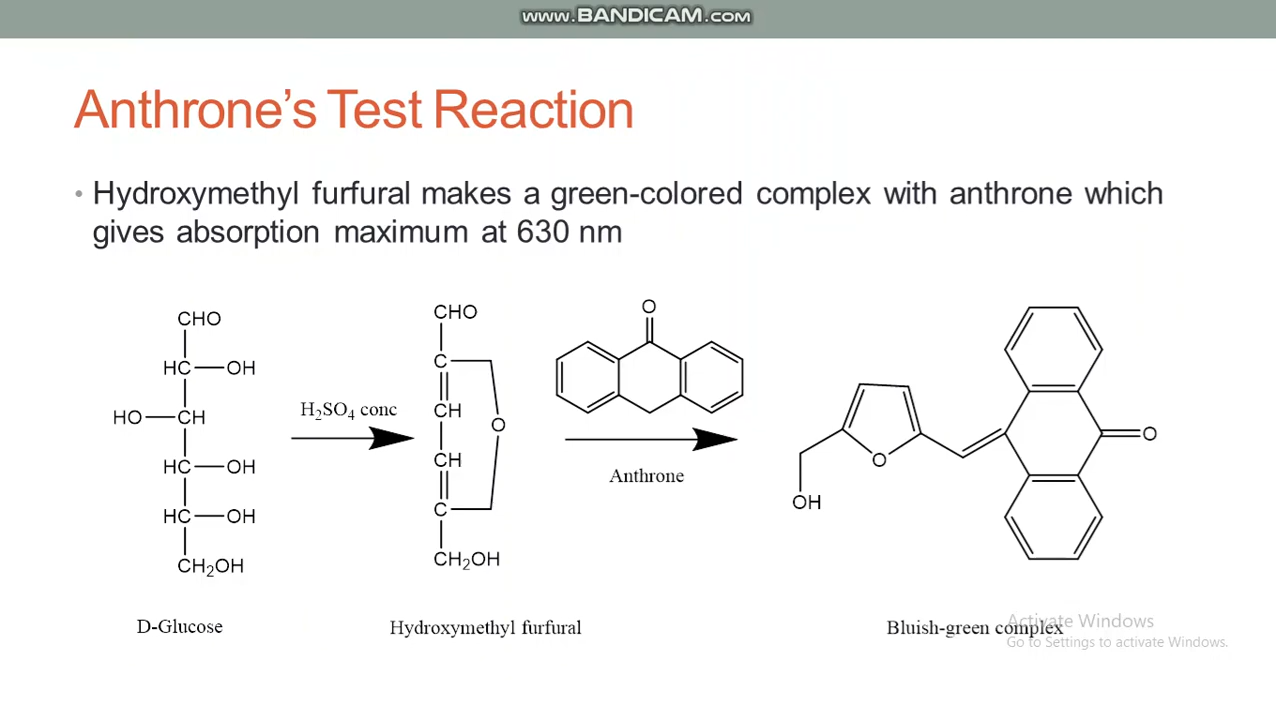 www.BANDICAM.com
Anthrone’s Test Reaction
• Hydroxymethyl furfural makes a green-colored complex with anthrone which
gives absorption maximum at 630 nm
CHO
HC OH
HO CH
HC OH
HC OH
CH₂OH
D-Glucose
H₂SO₄ conc
CHO
C
CH
O
CH
C
CH₂OH
Hydroxymethyl furfural
O
Anthrone
O
OH
O
Bluish-green complex
Activate Windows
Go to Settings to activate Windows.